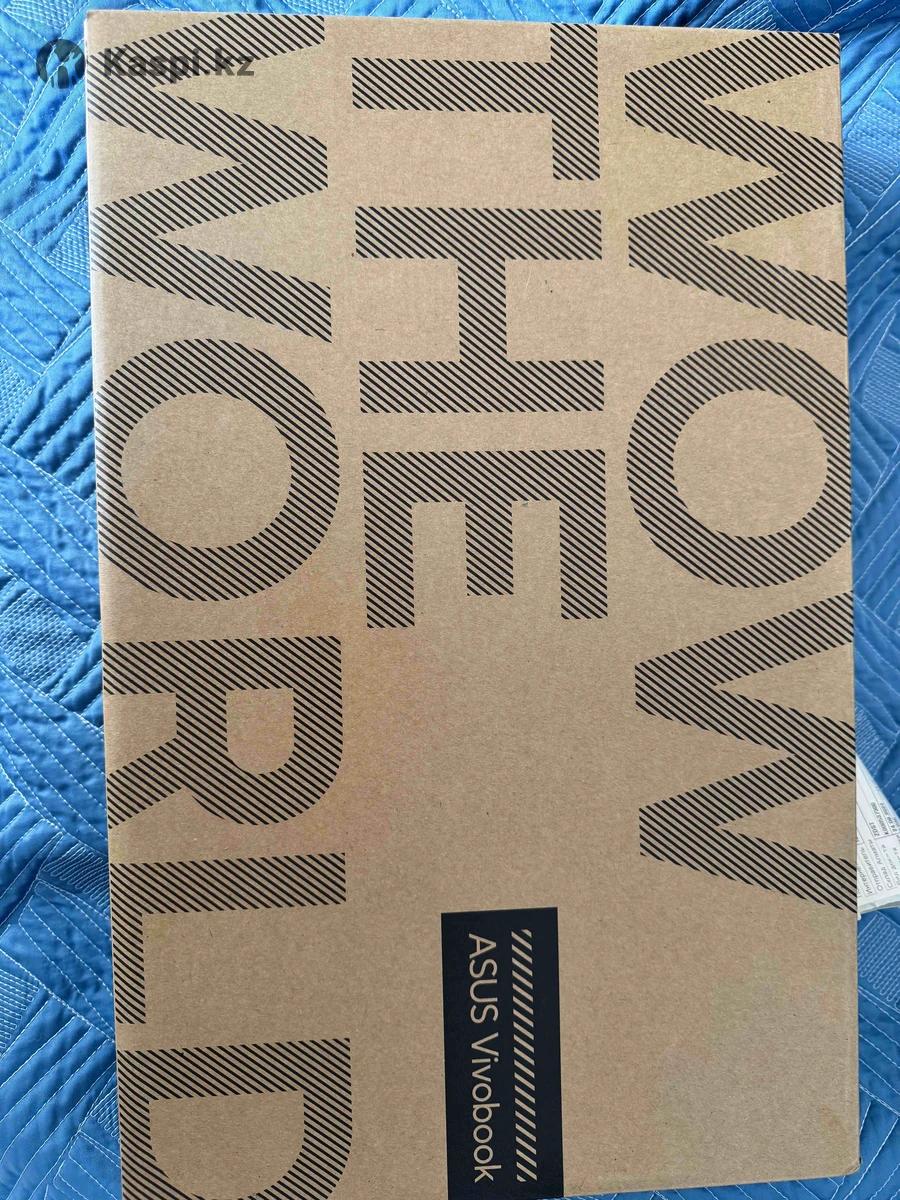 Kaspi.kz
WOW
THE
WORLD
ASUS Vivobook